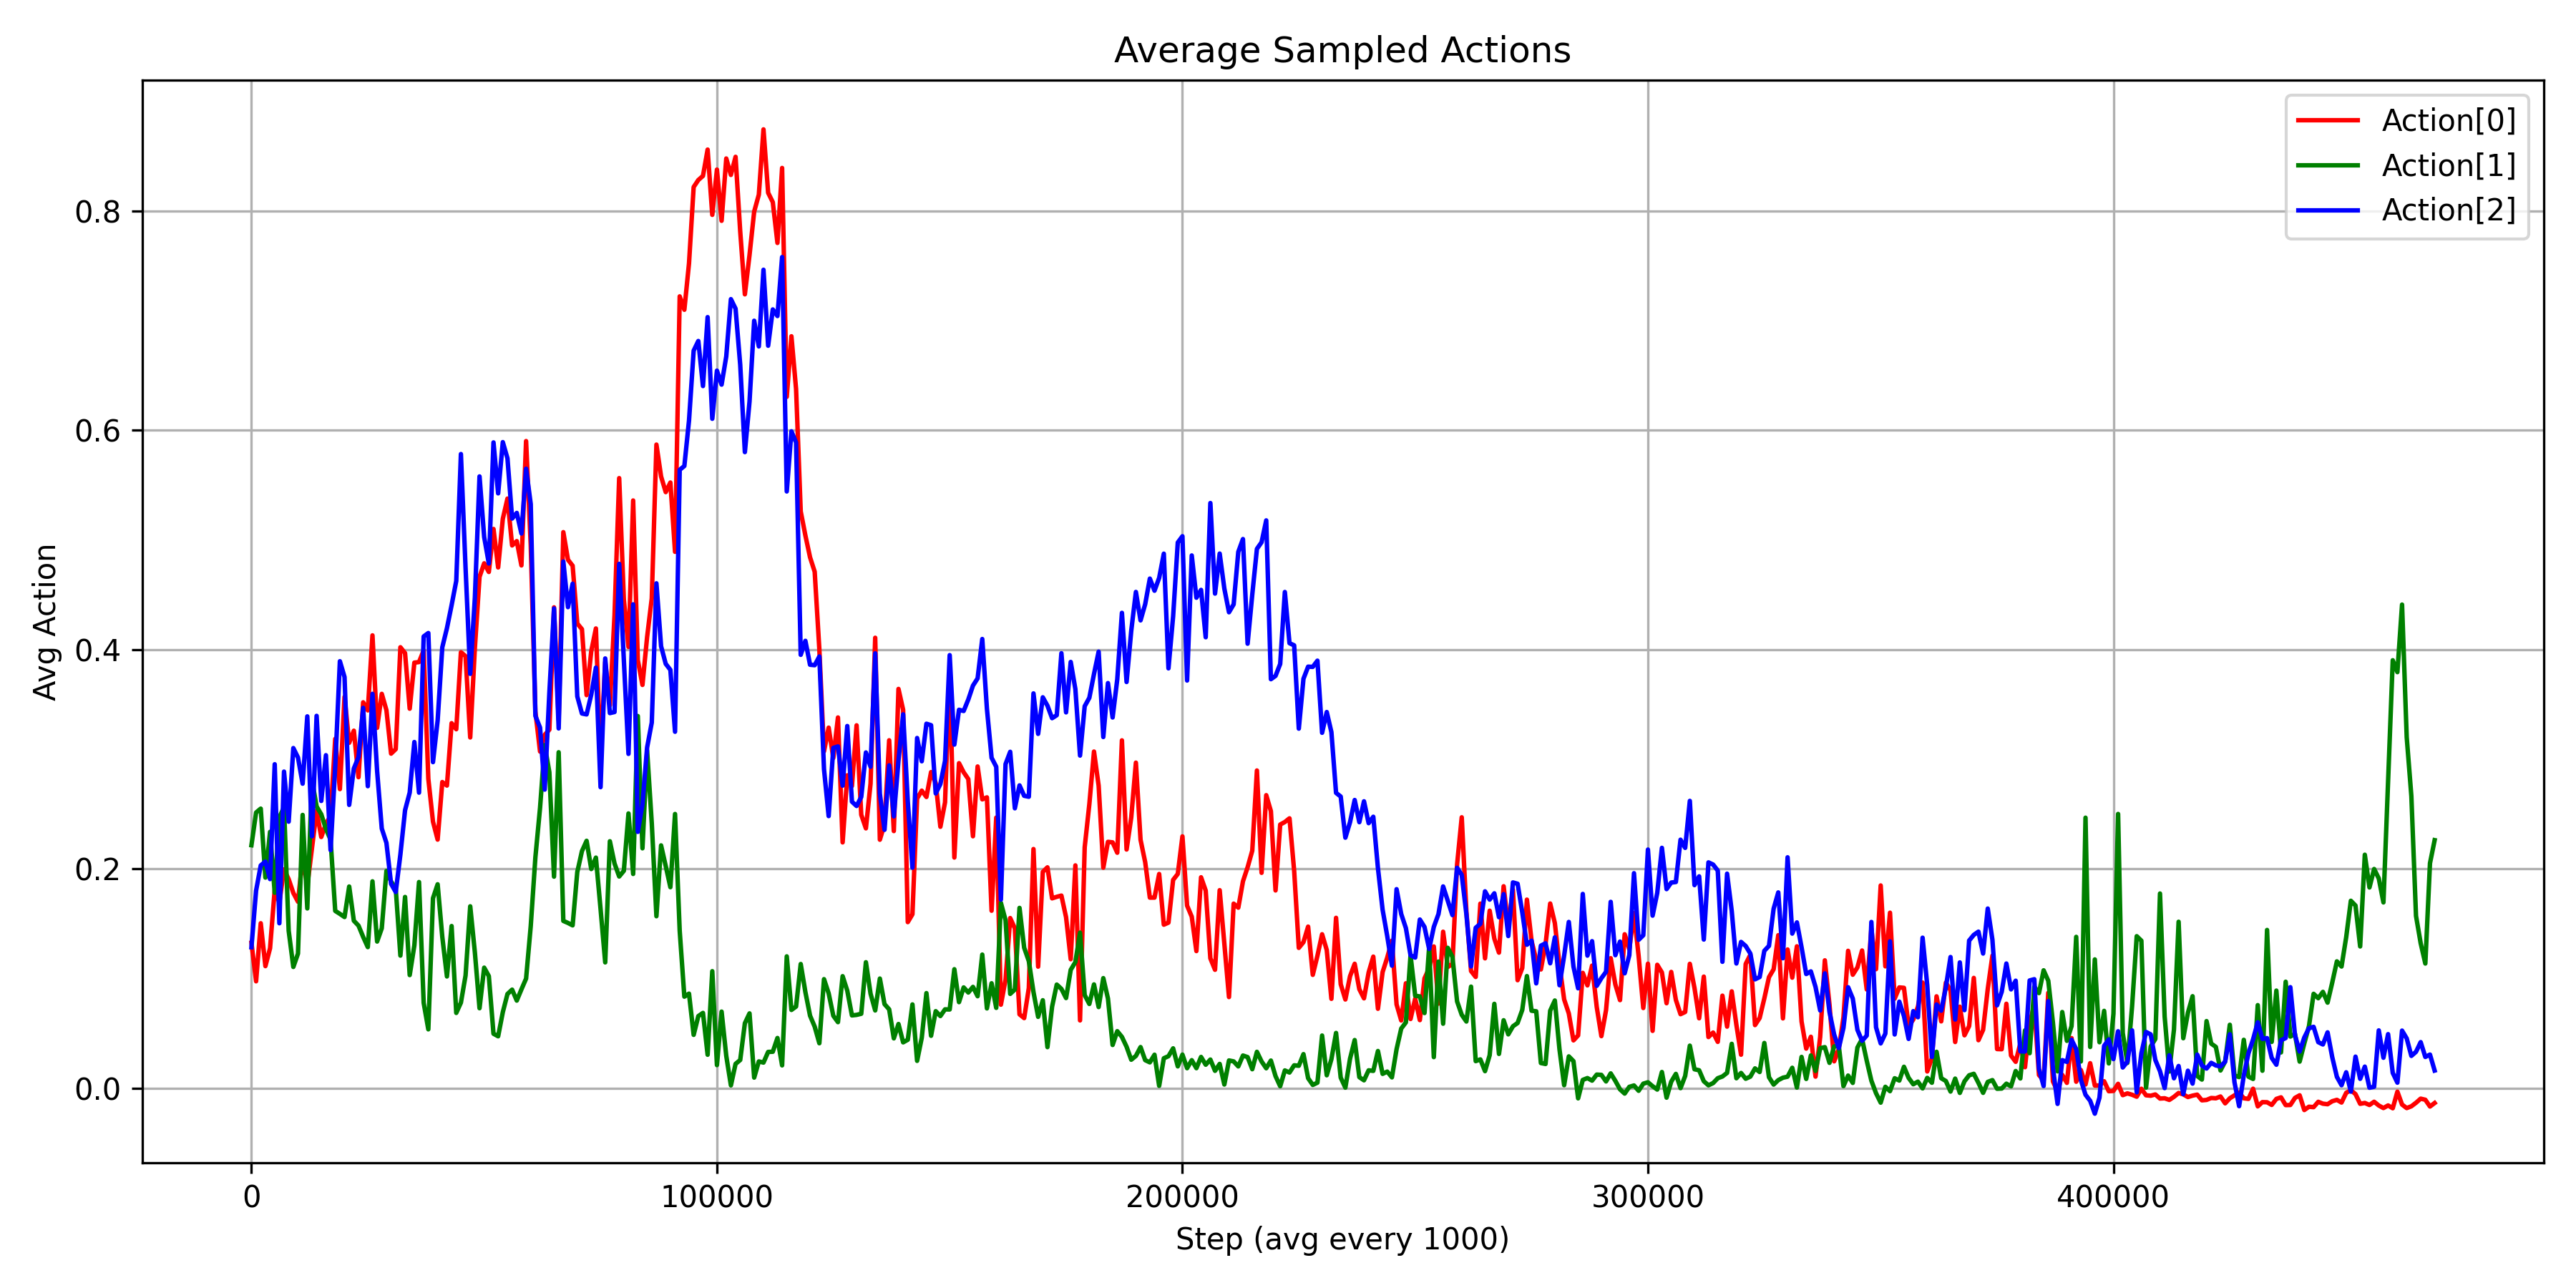 Average Sampled Actions
Action[0]
Action[1]
Action[2]
Avg Action
0.8
0.6
0.4
0.2
0.0
0
100000
200000
300000
400000
Step (avg every 1000)